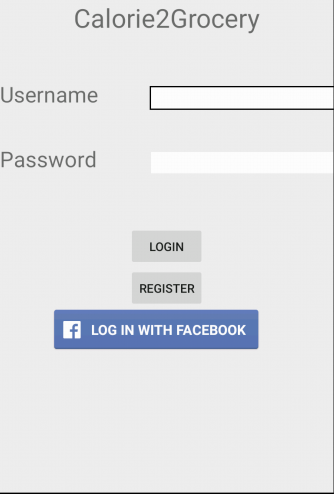 Calorie2Grocery
Username
Password
LOGIN
REGISTER
LOG IN WITH FACEBOOK